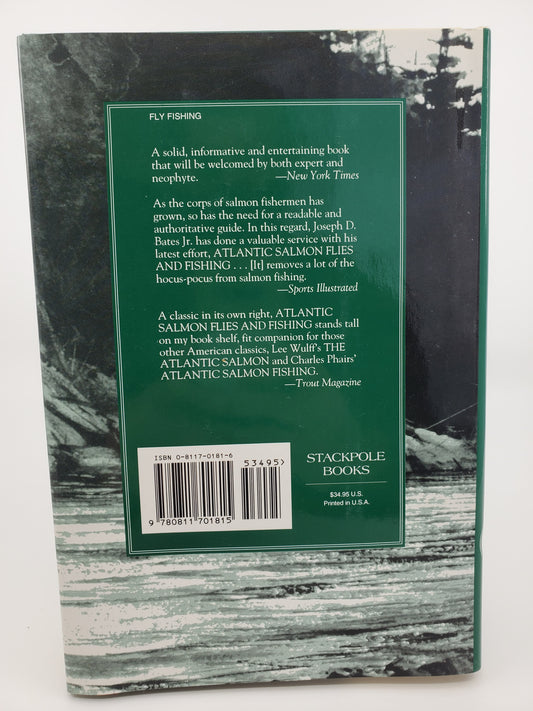 FLY FISHING
A solid, informative and entertaining book
that will be welcomed by both expert and
neophyte. —New York Times
As the corps of salmon fishermen has
grown, so has the need for a readable and
authoritative guide. In this regard, Joseph D.
Bates Jr. has done a valuable service with his
latest effort, ATLANTIC SALMON FLIES
AND FISHING . . . [It] removes a lot of the
hocus-pocus from salmon fishing.
—Sports Illustrated
A classic in its own right, ATLANTIC
SALMON FLIES AND FISHING stands tall
on my book shelf, fit companion for those
other American classics, Lee Wulff's THE
ATLANTIC SALMON and Charles Phairs'
ATLANTIC SALMON FISHING.
—Trout Magazine
ISBN 0-8117-0181-6
53495>
9 780811 701815
STACKPOLE
BOOKS
$34.95 U.S.
Printed in U.S.A.